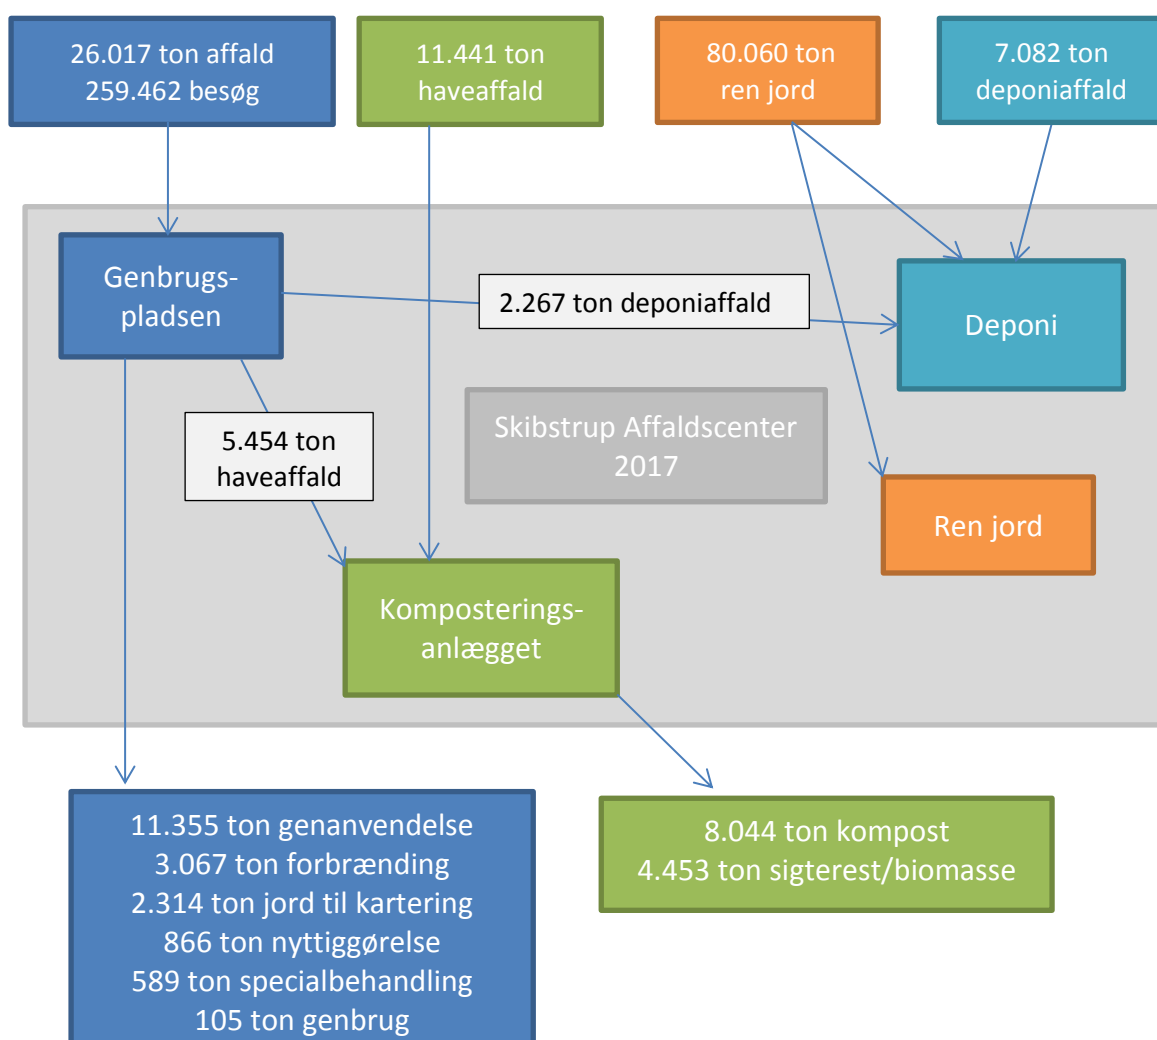 26.017 ton affald
259.462 besøg
11.441 ton
haveaffald
80.060 ton
ren jord
7.082 ton
deponiaffald
Genbrugs-
pladsen
2.267 ton deponiaffald
Deponi
Skibstrup Affaldscenter
2017
5.454 ton
haveaffald
Ren jord
Komposterings-
anlægget
11.355 ton genanvendelse
3.067 ton forbrænding
2.314 ton jord til kartering
866 ton nyttiggørelse
589 ton specialbehandling
105 ton genbrug
8.044 ton kompost
4.453 ton sigterest/biomasse